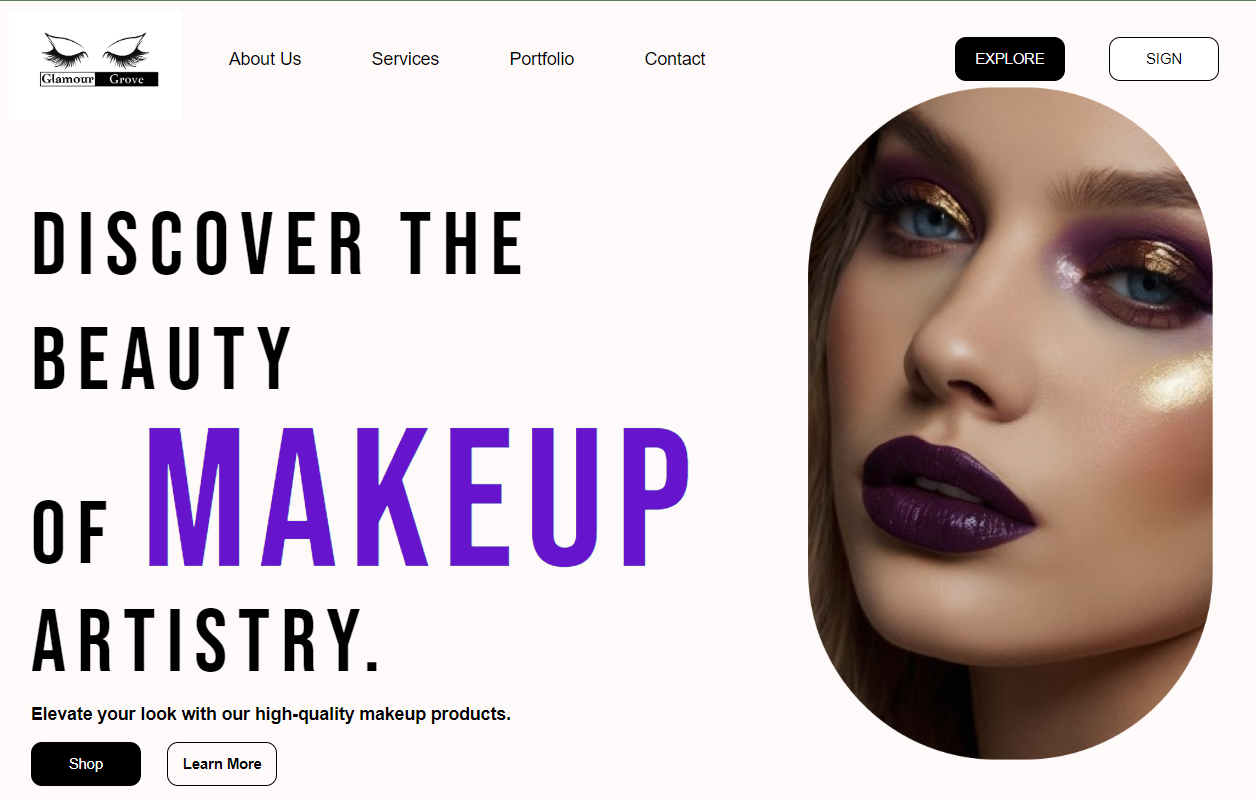 Glamour Grove
About Us Services Portfolio Contact EXPLORE SIGN
DISCOVER THE
BEAUTY
OF MAKEUP
ARTISTRY.
Elevate your look with our high-quality makeup products.
Shop Learn More